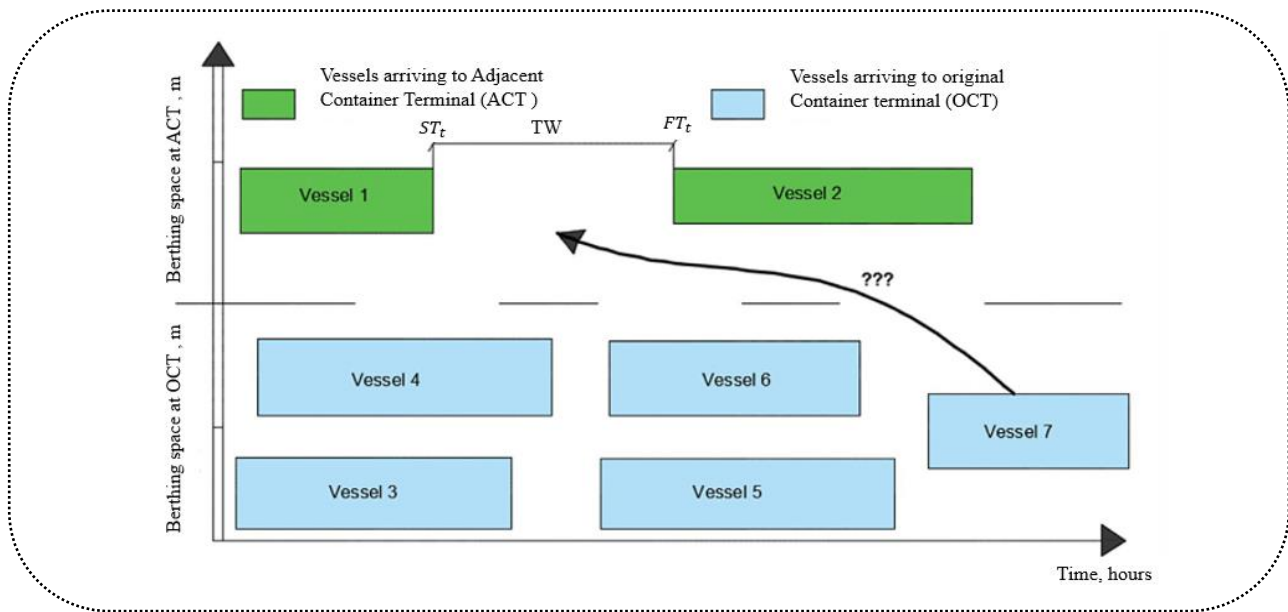 Vessels arriving to Adjacent
Container Terminal (ACT )
Vessels arriving to original
Container terminal (OCT)
Berthing space at ACT , m
ST_t
TW
FT_t
Vessel 1
Vessel 2
???
Berthing space at OCT , m
Vessel 4
Vessel 6
Vessel 7
Vessel 3
Vessel 5
Time, hours